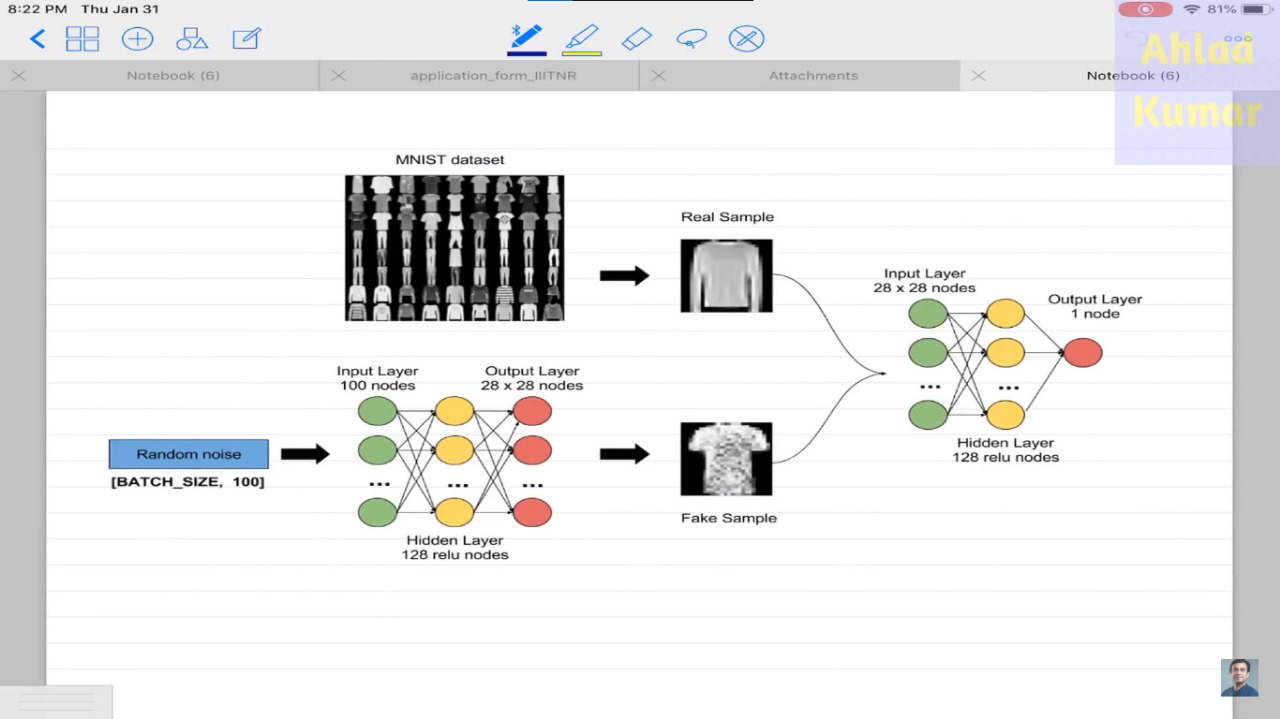 8:22 PM Thu Jan 31
81%
Notebook (6)
application_form_IIITNR
Attachments
Notebook (6)
Ahlad
Kumar
MNIST dataset
Real Sample
Input Layer
28 x 28 nodes
Output Layer
1 node
Input Layer
100 nodes
Output Layer
28 x 28 nodes
...
...
Random noise
[BATCH_SIZE, 100]
...
...
...
Hidden Layer
128 relu nodes
Fake Sample
Hidden Layer
128 relu nodes